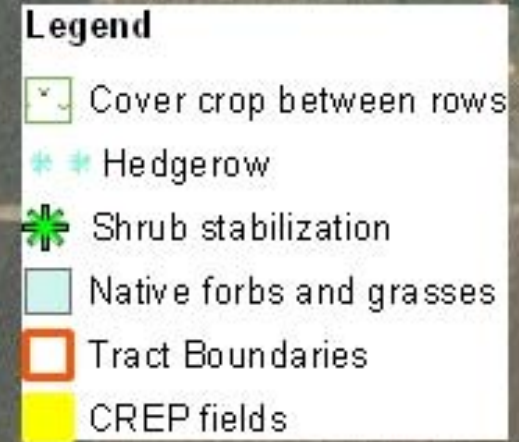 Legend
Cover crop between rows
Hedgerow
Shrub stabilization
Native forbs and grasses
Tract Boundaries
CREP fields